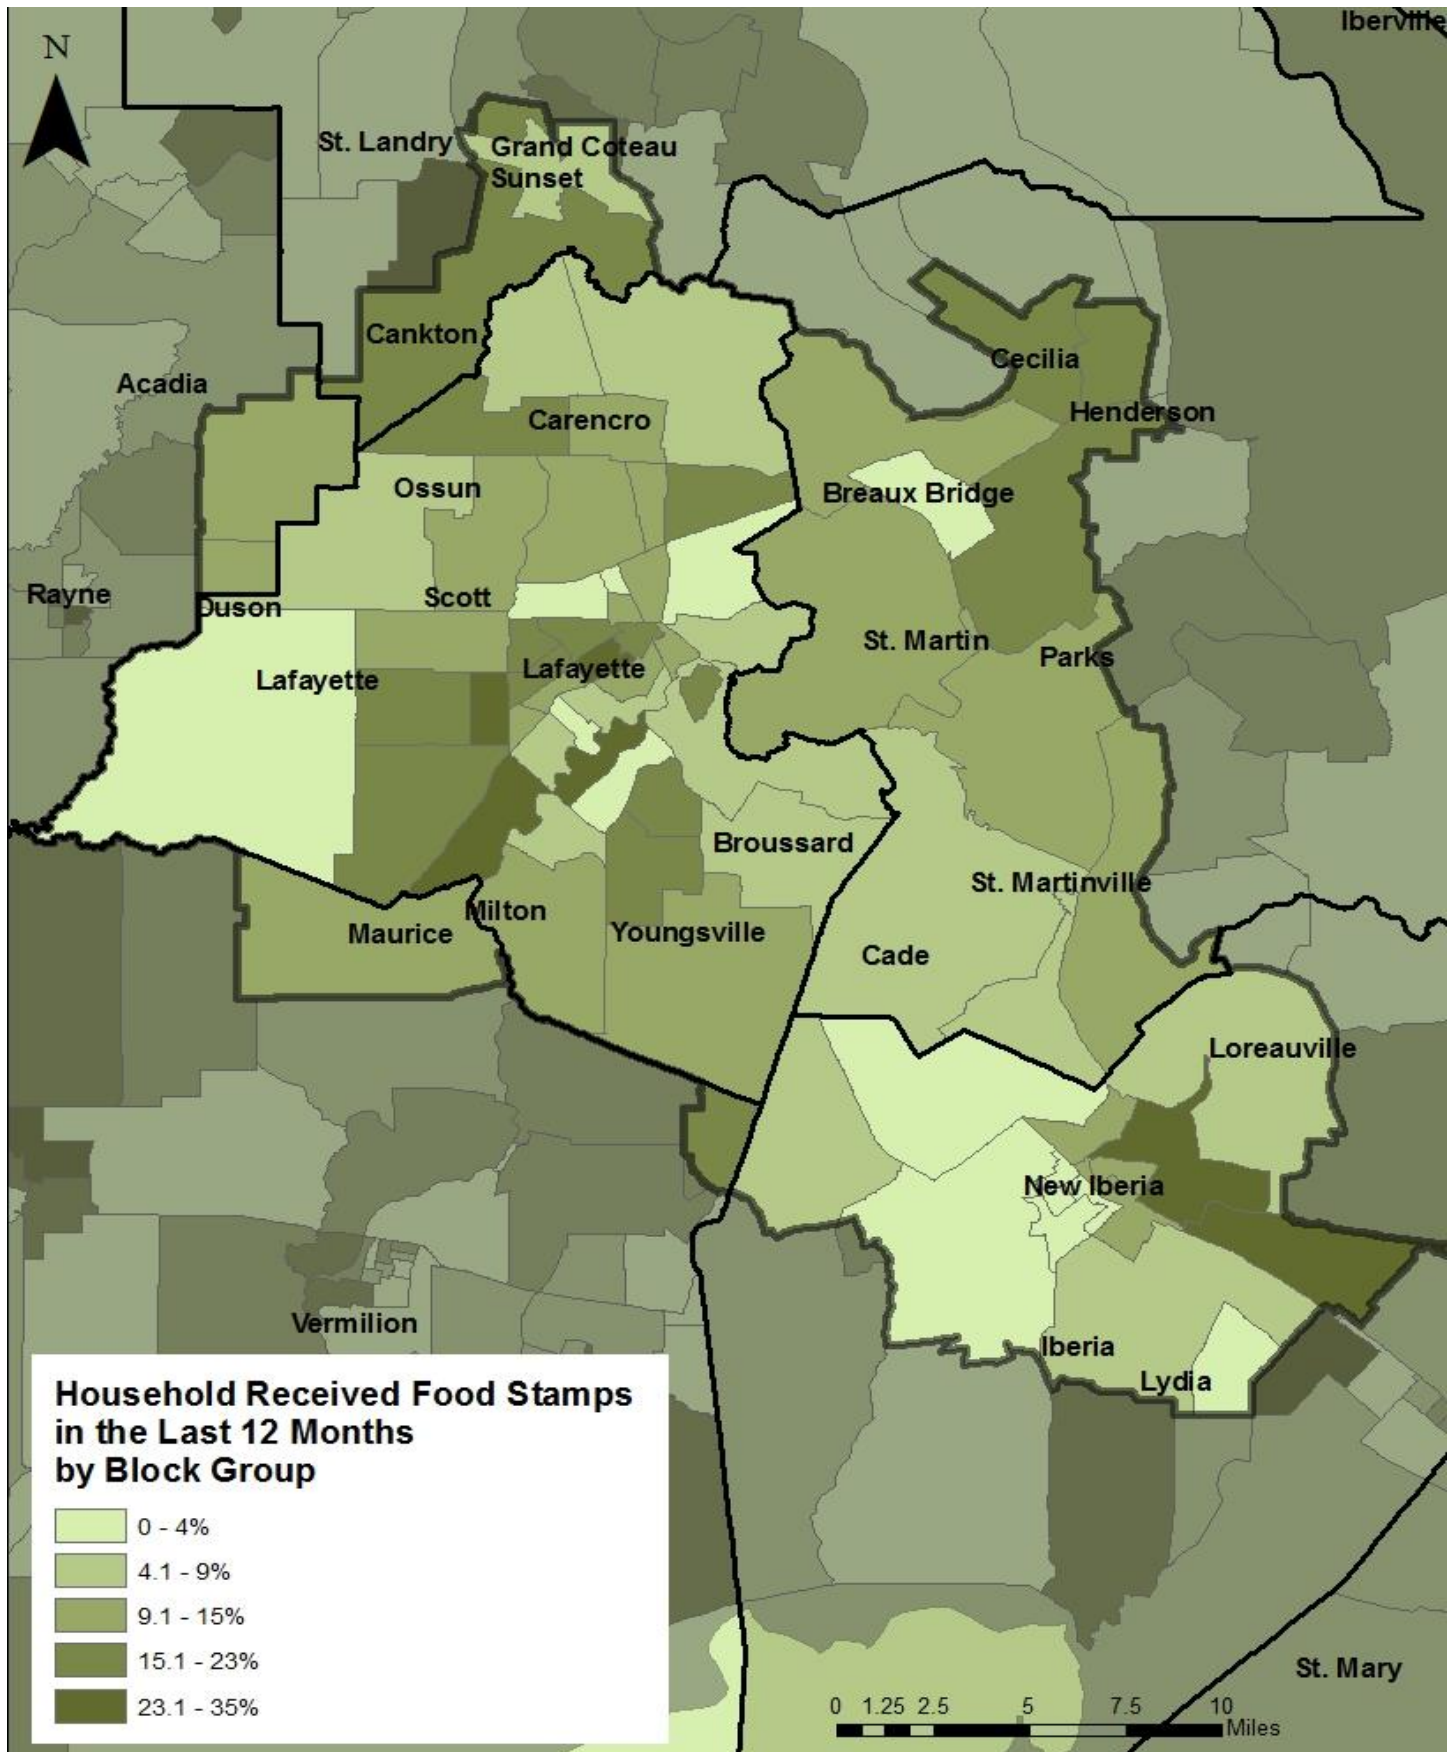 Iberville
N
St. Landry
Grand Coteau
Sunset
Cankton
Cecilia
Acadia
Henderson
Carencro
Ossun
Breaux Bridge
Rayne
Duson
Scott
St. Martin
Parks
Lafayette
Lafayette
Broussard
St. Martinville
Milton
Maurice
Youngsville
Cade
Loreauville
New Iberia
Vermilion
Iberia
Lydia
Household Received Food Stamps
in the Last 12 Months
by Block Group
0 - 4%
4.1 - 9%
9.1 - 15%
15.1 - 23%
23.1 - 35%
St. Mary
0 1.25 2.5 5 7.5 10
Miles